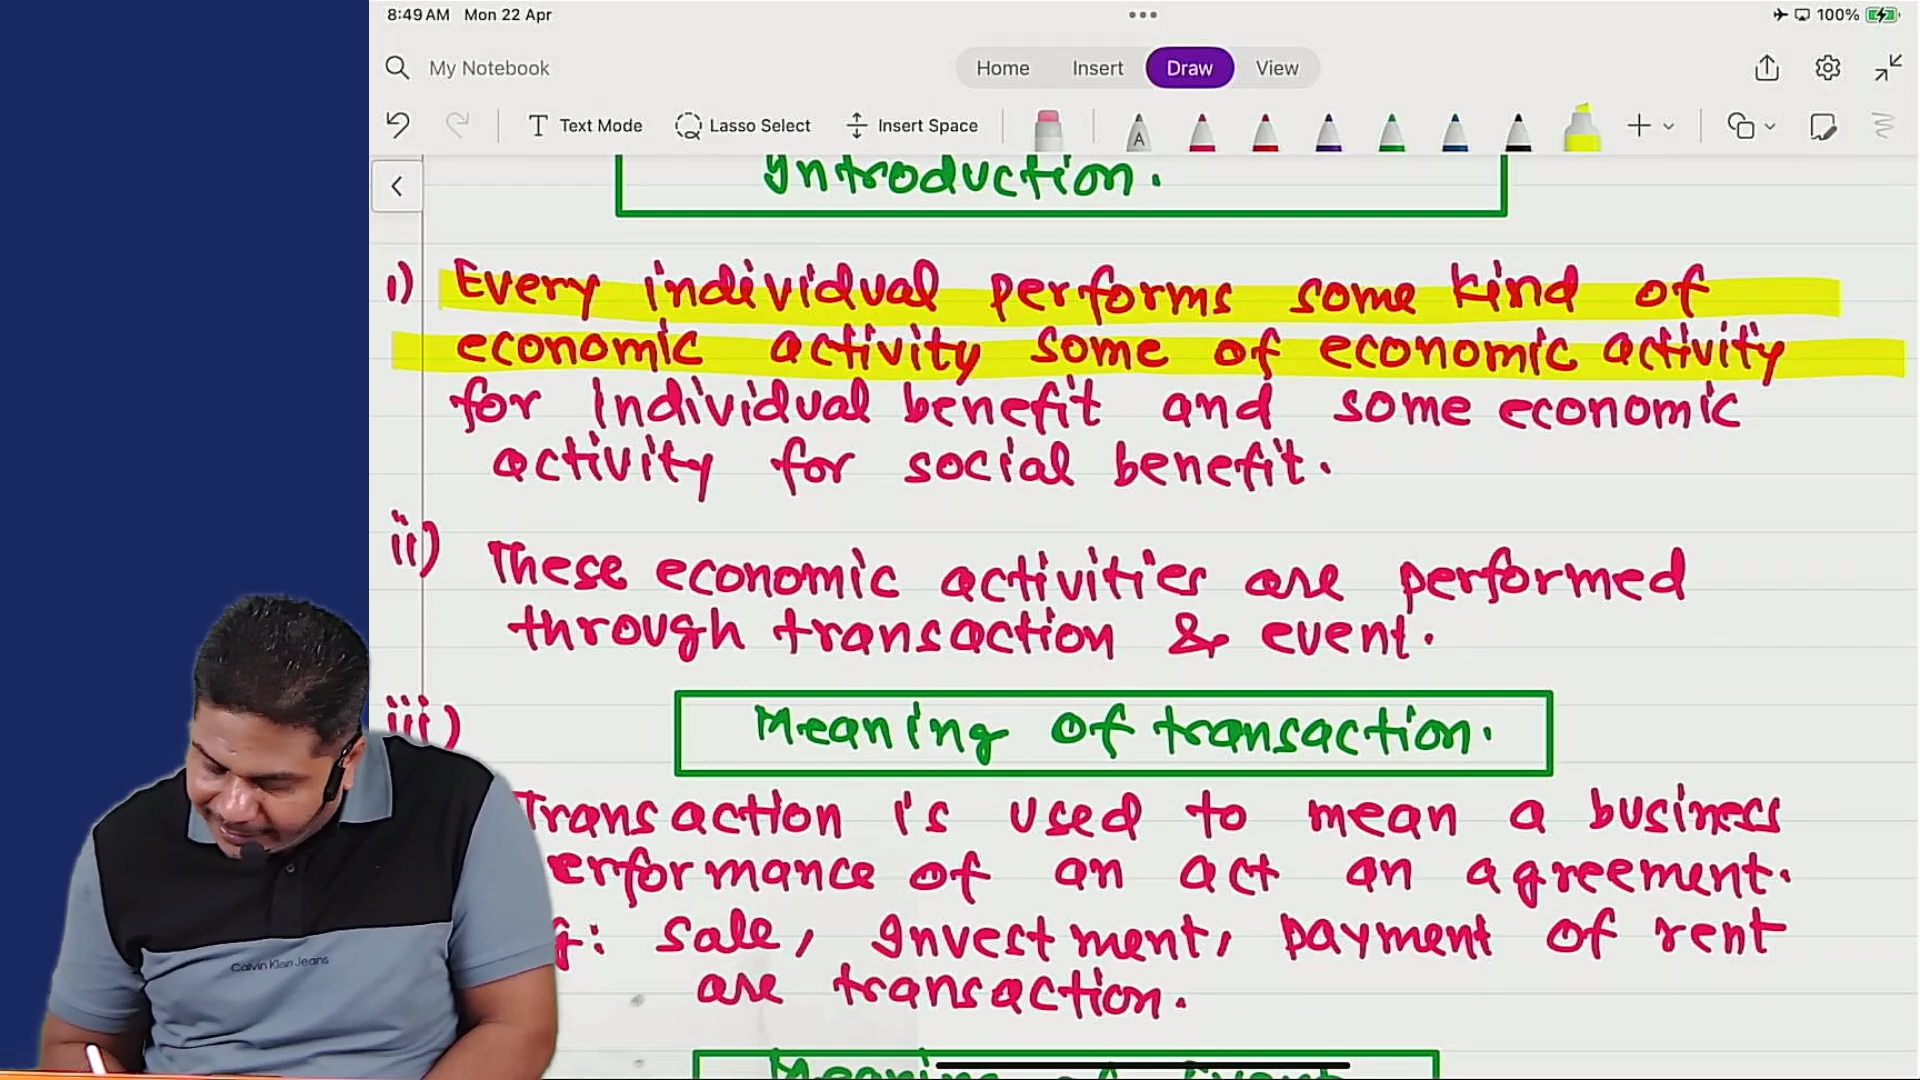 8:49 AM Mon 22 Apr
100%
My Notebook
Home Insert Draw View
Text Mode Lasso Select Insert Space
A
Introduction.
i) Every individual performs some kind of
economic activity some of economic activity
for individual benefit and some economic
activity for social benefit.
ii) These economic activities are performed
through transaction & event.
iii) Meaning of transaction.
Transaction is used to mean a business
erformance of an act an agreement.
g: sale, Investment, payment of rent
are transaction.
Meaning of Event
Calvin Klein Jeans